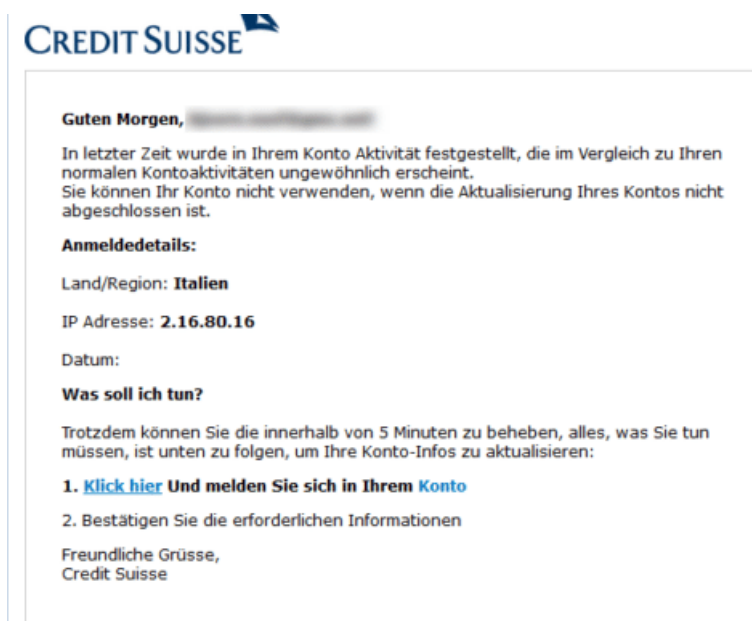 CREDIT SUISSE
Guten Morgen,
In letzter Zeit wurde in Ihrem Konto Aktivität festgestellt, die im Vergleich zu Ihren
normalen Kontoaktivitäten ungewöhnlich erscheint.
Sie können Ihr Konto nicht verwenden, wenn die Aktualisierung Ihres Kontos nicht
abgeschlossen ist.
Anmeldedetails:
Land/Region: Italien
IP Adresse: 2.16.80.16
Datum:
Was soll ich tun?
Trotzdem können Sie die innerhalb von 5 Minuten zu beheben, alles, was Sie tun
müssen, ist unten zu folgen, um Ihre Konto-Infos zu aktualisieren:
1. Klick hier Und melden Sie sich in Ihrem Konto
2. Bestätigen Sie die erforderlichen Informationen
Freundliche Grüsse,
Credit Suisse